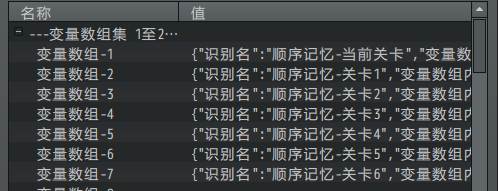 名称 值
---变量数组集 1至2…
变量数组-1 {"识别名":"顺序记忆-当前关卡","变量数
变量数组-2 {"识别名":"顺序记忆-关卡1","变量数组内
变量数组-3 {"识别名":"顺序记忆-关卡2","变量数组内
变量数组-4 {"识别名":"顺序记忆-关卡3","变量数组内
变量数组-5 {"识别名":"顺序记忆-关卡4","变量数组内
变量数组-6 {"识别名":"顺序记忆-关卡5","变量数组内
变量数组-7 {"识别名":"顺序记忆-关卡6","变量数组内